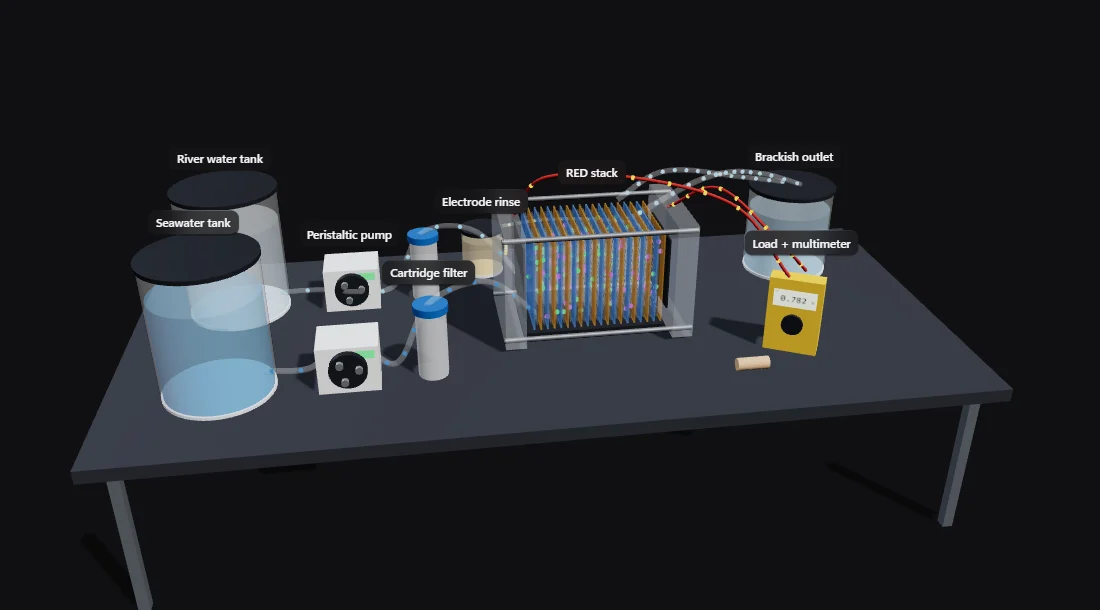 River water tank
Brackish outlet
RED stack
Electrode rinse
Seawater tank
Peristaltic pump
Load + multimeter
Cartridge filter
0.782